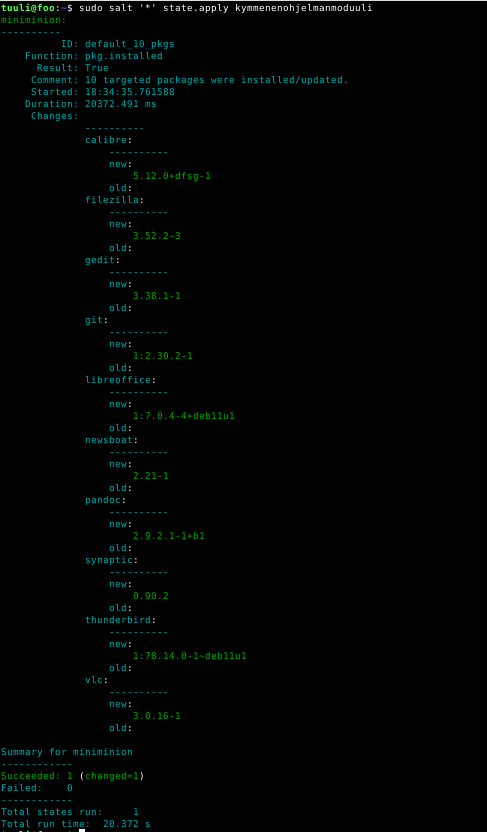 tuuli@foo:~$ sudo salt '*' state.apply kymmenenohjelmanmoduuli
miniminion:
----------
          ID: default_10_pkgs
    Function: pkg.installed
      Result: True
     Comment: 10 targeted packages were installed/updated.
     Started: 18:34:35.761588
    Duration: 20372.491 ms
     Changes:
              ----------
              calibre:
                  ----------
                  new:
                      5.12.0+dfsg-1
                  old:
              filezilla:
                  ----------
                  new:
                      3.52.2-3
                  old:
              gedit:
                  ----------
                  new:
                      3.38.1-1
                  old:
              git:
                  ----------
                  new:
                      1:2.30.2-1
                  old:
              libreoffice:
                  ----------
                  new:
                      1:7.0.4-4+deb11u1
                  old:
              newsboat:
                  ----------
                  new:
                      2.21-1
                  old:
              pandoc:
                  ----------
                  new:
                      2.9.2.1-1+b1
                  old:
              synaptic:
                  ----------
                  new:
                      0.90.2
                  old:
              thunderbird:
                  ----------
                  new:
                      1:78.14.0-1~deb11u1
                  old:
              vlc:
                  ----------
                  new:
                      3.0.16-1
                  old:

Summary for miniminion
------------
Succeeded: 1 (changed=1)
Failed:    0
------------
Total states run:     1
Total run time:  20.372 s